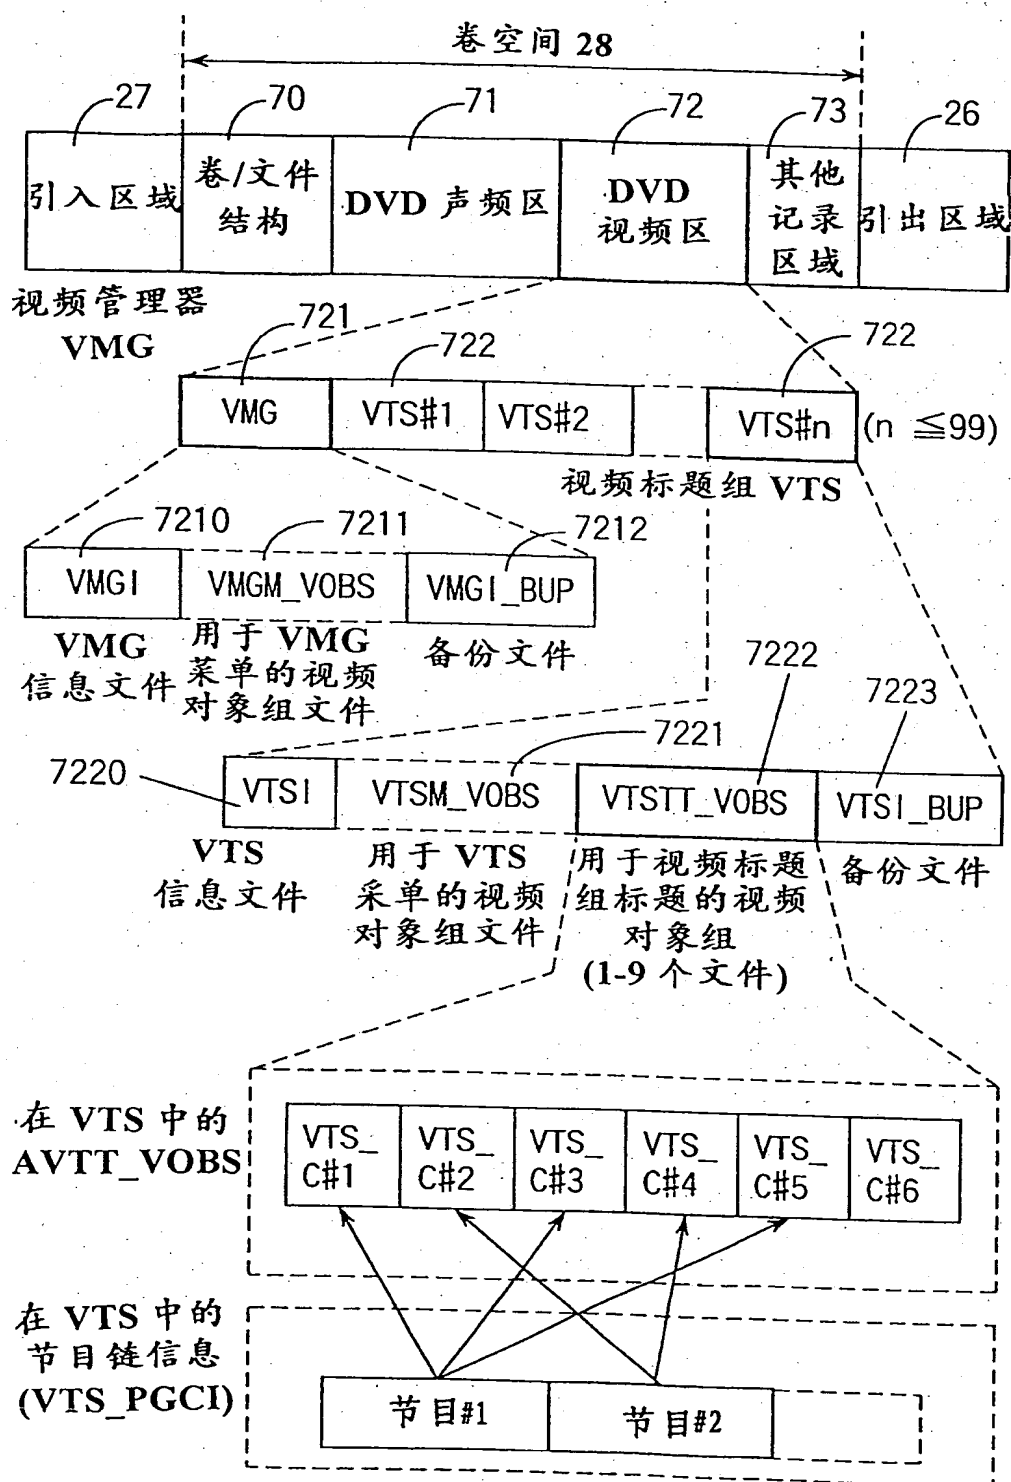 卷空间 28
27
70
71
72
73
26
引入区域
卷/文件
结构
DVD 声频区
DVD
视频区
其他
记录
区域
引出区域
视频管理器
VMG
721
722
722
VMG
VTS#1
VTS#2
VTS#n
(n ≦99)
视频标题组 VTS
7210
7211
7212
VMGI
VMGM_VOBS
VMGI_BUP
VMG
信息文件
用于 VMG
菜单的视频
对象组文件
备份文件
7220
7221
7222
7223
VTSI
VTSM_VOBS
VTSTT_VOBS
VTSI_BUP
VTS
信息文件
用于 VTS
采单的视频
对象组文件
用于视频标题
组标题的视频
对象组
(1-9 个文件)
备份文件
在 VTS 中的
AVTT_VOBS
VTS_
C#1
VTS_
C#2
VTS_
C#3
VTS_
C#4
VTS_
C#5
VTS_
C#6
在 VTS 中的
节目链信息
(VTS_PGCI)
节目#1
节目#2